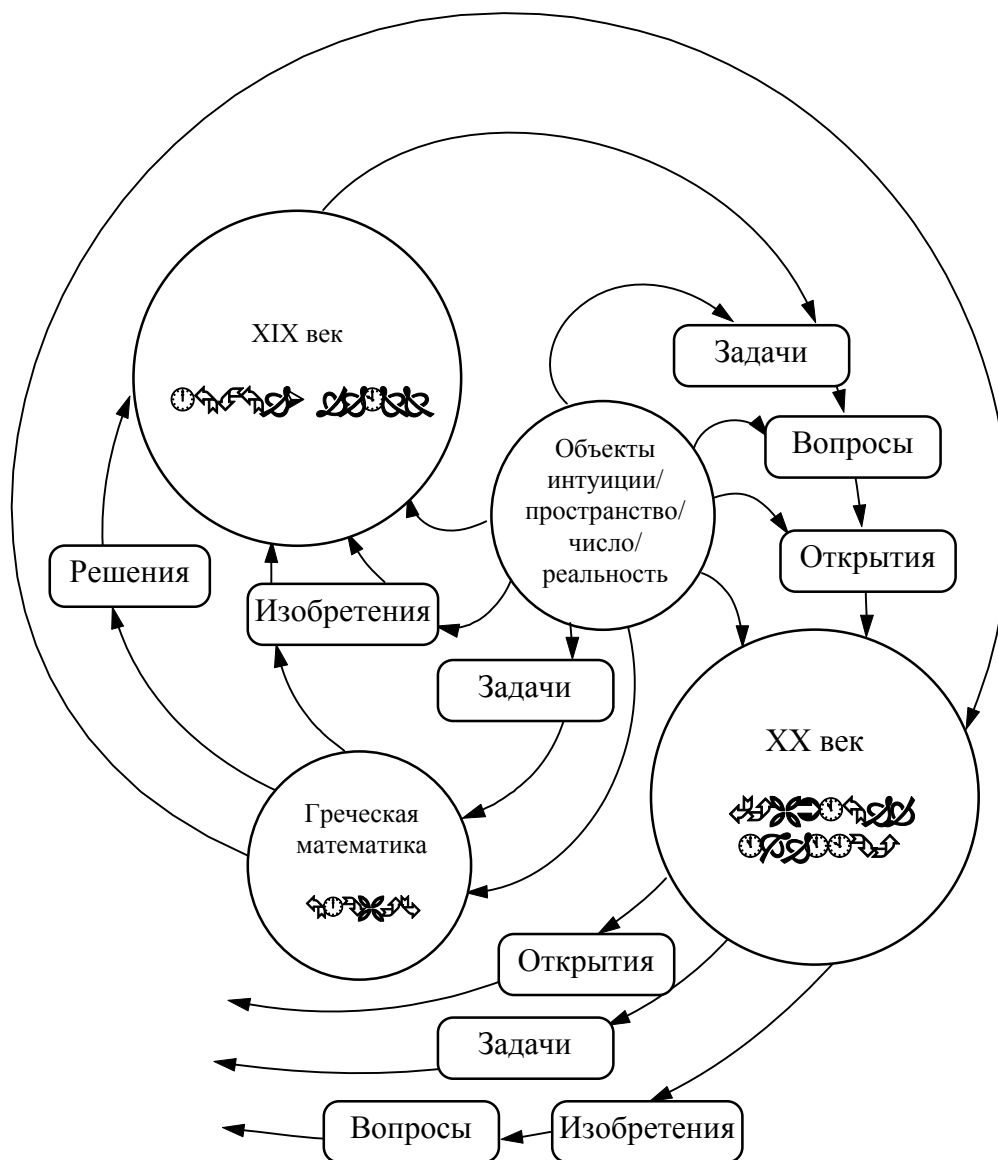 XIX век
Задачи
Вопросы
Объекты
интуиции/
пространство/
число/
реальность
Открытия
Решения
Изобретения
Задачи
XX век
Греческая
математика
Открытия
Задачи
Вопросы
Изобретения